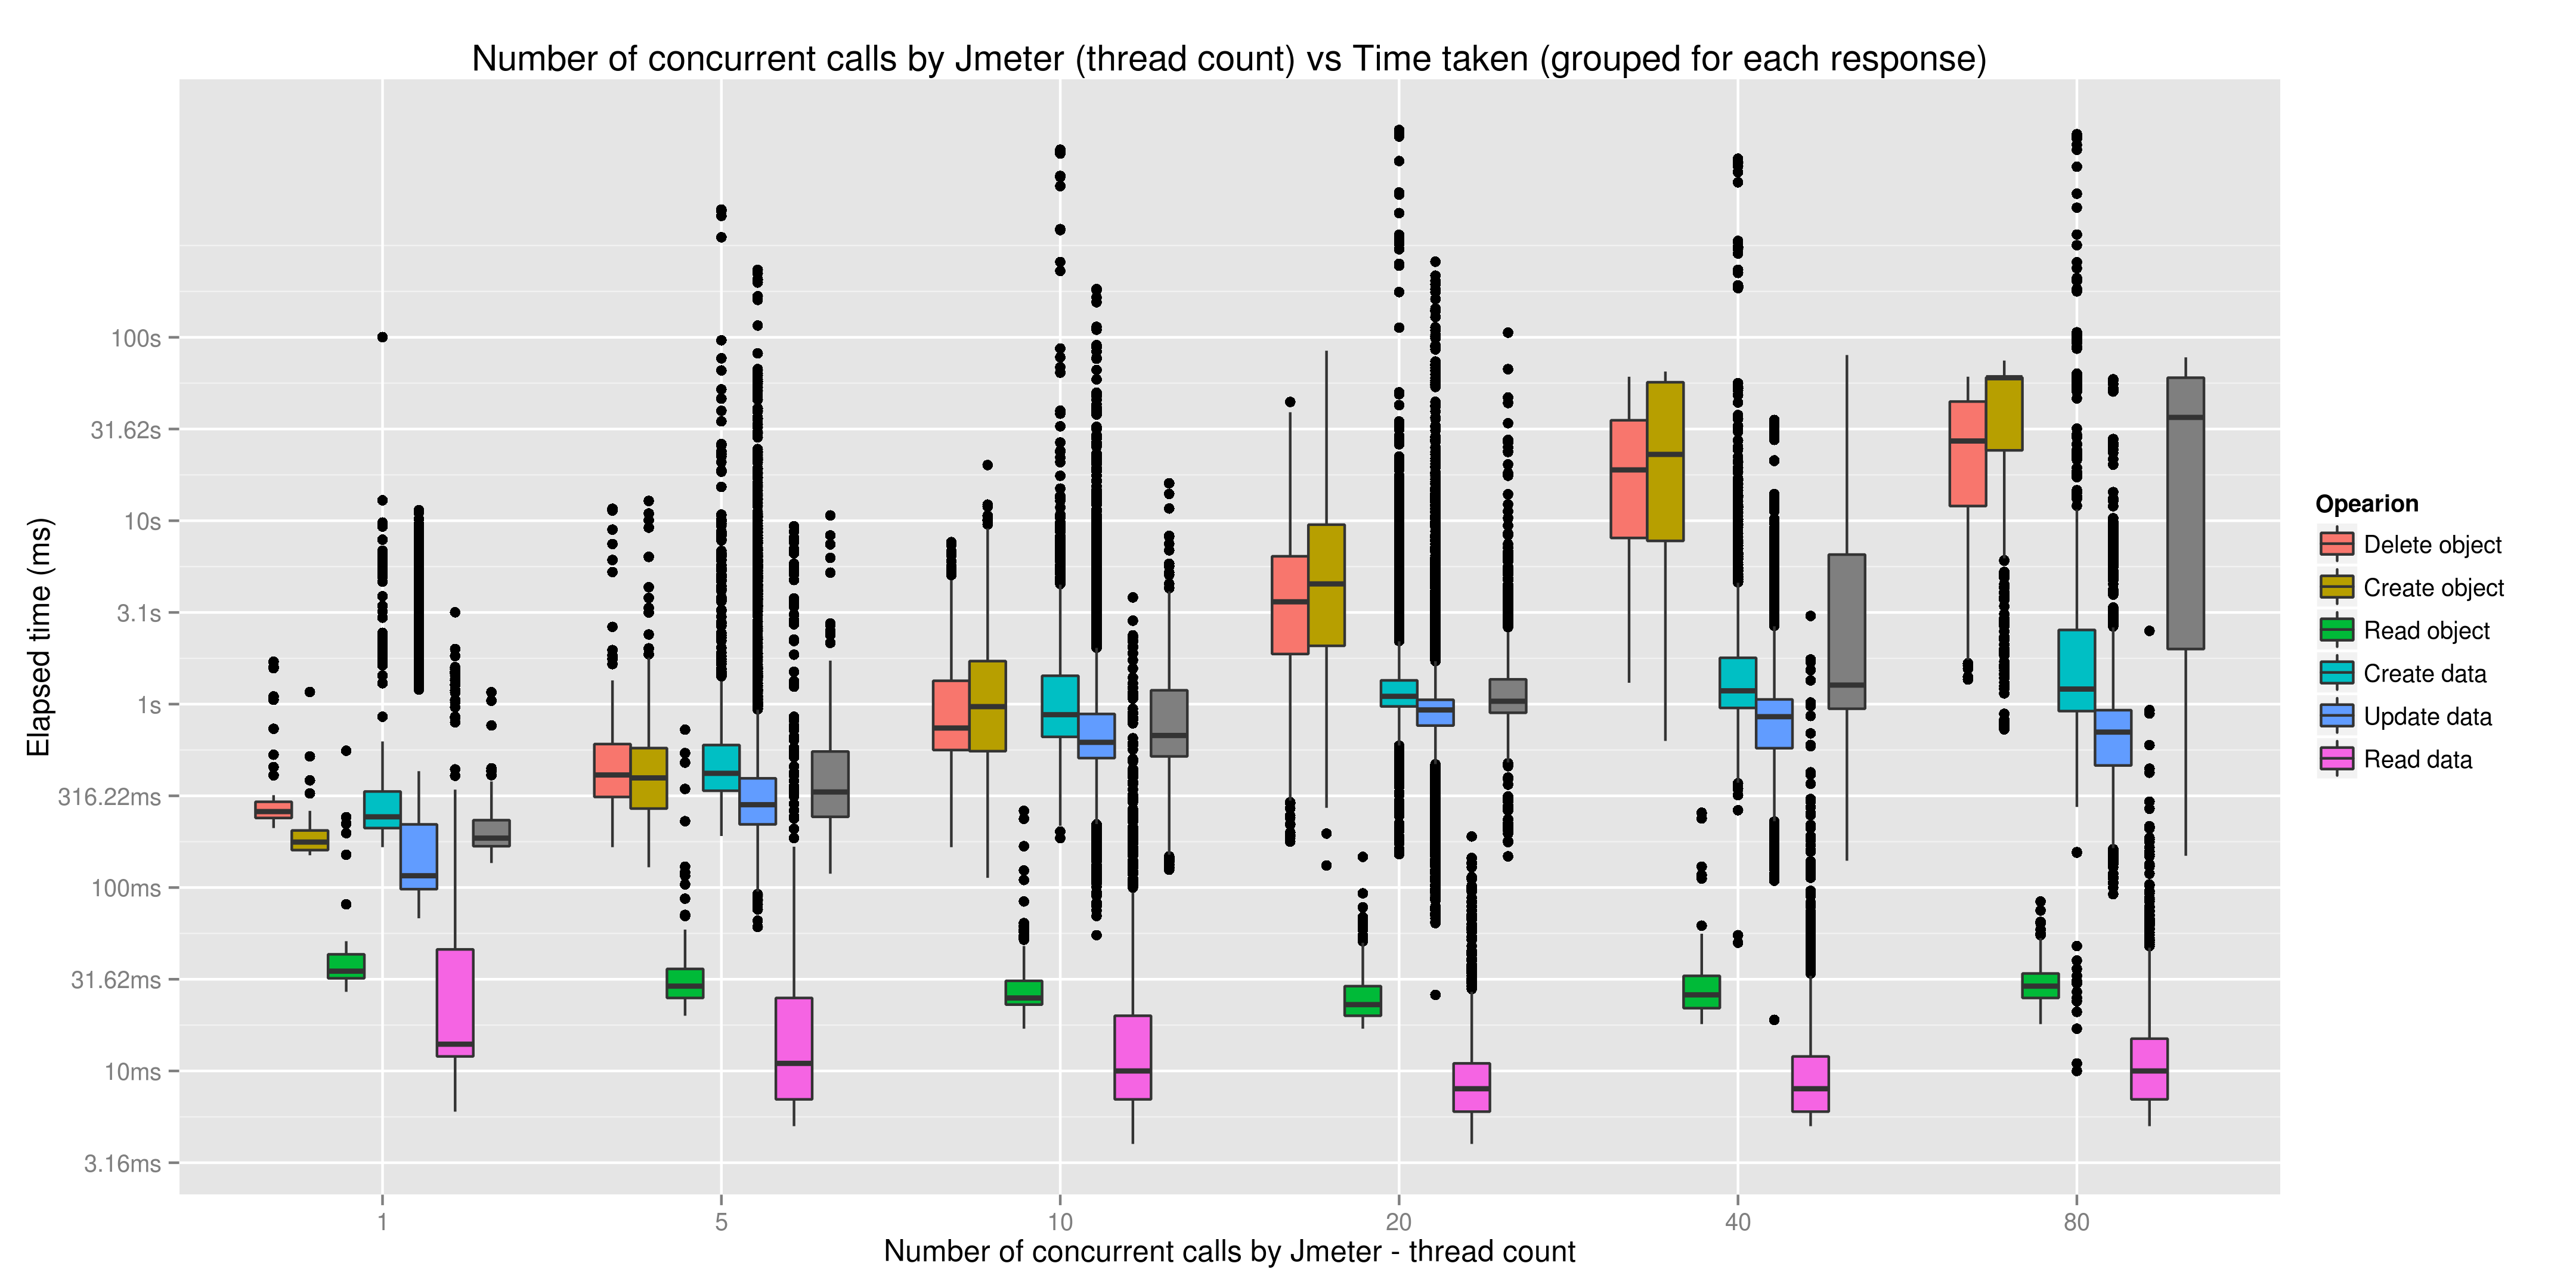 Number of concurrent calls by Jmeter (thread count) vs Time taken (grouped for each response)
Elapsed time (ms)
100s
31.62s
10s
3.1s
1s
316.22ms
100ms
31.62ms
10ms
3.16ms
1 5 10 20 40 80
Number of concurrent calls by Jmeter - thread count
Opearion
Delete object
Create object
Read object
Create data
Update data
Read data